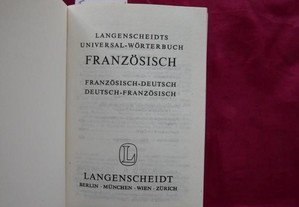 LANGENSCHEIDTS
UNIVERSAL-WÖRTERBUCH
FRANZÖSISCH
FRANZÖSISCH-DEUTSCH
DEUTSCH-FRANZÖSISCH
L
LANGENSCHEIDT
BERLIN · MÜNCHEN · WIEN · ZÜRICH